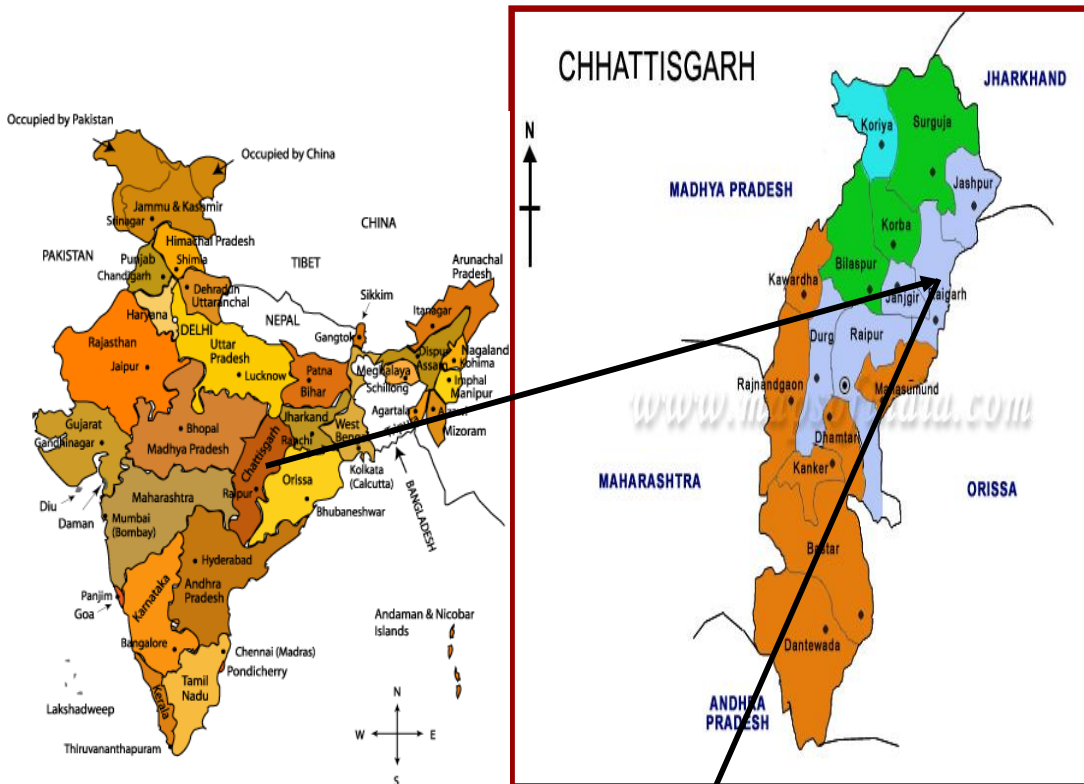 Occupied by Pakistan
Occupied by China
Jammu & Kashmir
Srinagar
CHINA
Himachal Pradesh
PAKISTAN
Punjab
Shimla
Chandigarh
TIBET
Arunachal
Pradesh
Dehradun
Uttaranchal
Sikkim
Haryana
NEPAL
Itanagar
DELHI
Rajasthan
Uttar
Pradesh
Gangtok
Dispur
Assam
Nagaland
Kohima
Jaipur
Lucknow
Patna
Bihar
Meghalaya
Schillong
Imphal
Manipur
Gujarat
Gandhinagar
Bhopal
Madhya Pradesh
Jharkand
Ranchi
West
Agartala
Mizoram
Chattisgarh
Raipur
Orissa
Kolkata
(Calcutta)
BANGLADESH
Bhubaneshwar
Diu
Daman
Maharashtra
Mumbai
(Bombay)
Hyderabad
Andhra
Pradesh
Panjim
Goa
Karnataka
Andaman & Nicobar
Islands
Bangalore
Chennai (Madras)
Pondicherry
Tamil
Nadu
Kerala
Lakshadweep
Thiruvananthapuram
N
W
E
S
CHHATTISGARH
JHARKHAND
N
Koriya
Surguja
MADHYA PRADESH
Jashpur
Korba
Kawardha
Bilaspur
Janjgir
Durg
Raipur
Rajnandgaon
Dhamtari
Kanker
MAHARASHTRA
ORISSA
Bastar
Dantewada
ANDHRA
PRADESH